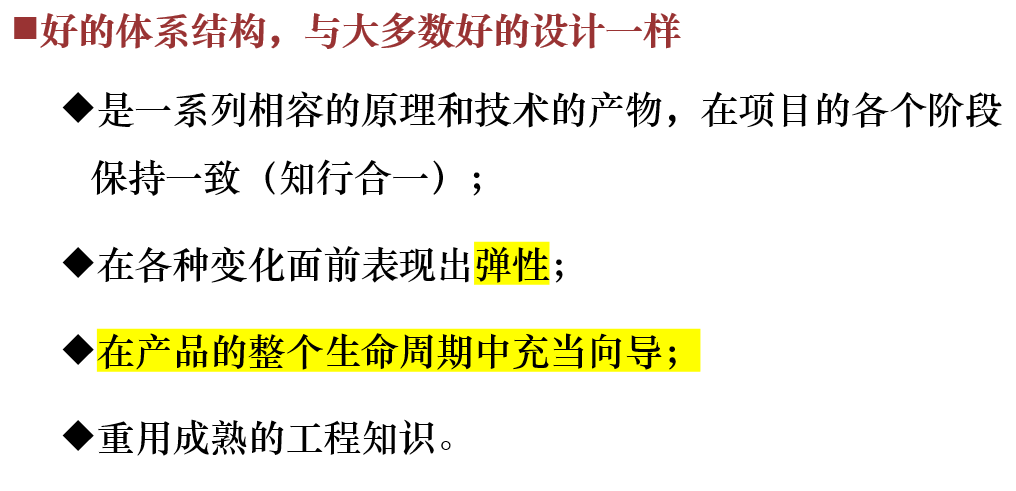 ■好的体系结构，与大多数好的设计一样
◆是一系列相容的原理和技术的产物，在项目的各个阶段
保持一致（知行合一）；
◆在各种变化面前表现出弹性；
◆在产品的整个生命周期中充当向导；
◆重用成熟的工程知识。